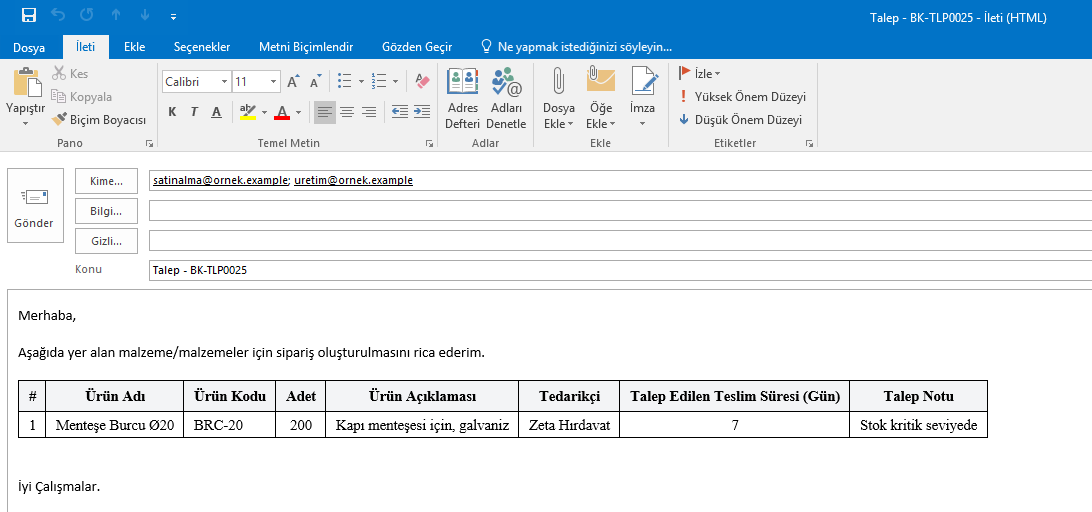 Talep - BK-TLP0025 - İleti (HTML)
Dosya İleti Ekle Seçenekler Metni Biçimlendir Gözden Geçir Ne yapmak istediğinizi söyleyin...
Yapıştır
Kes
Kopyala
Biçim Boyacısı
Pano
Calibri 11
K T A ab A
Temel Metin
Adres Defteri
Adları Denetle
Adlar
Dosya Ekle
Öğe Ekle
İmza
Ekle
İzle
Yüksek Önem Düzeyi
Düşük Önem Düzeyi
Etiketler
Gönder
Kime... satinalma@ornek.example; uretim@ornek.example
Bilgi...
Gizli...
Konu Talep - BK-TLP0025
Merhaba,
Aşağıda yer alan malzeme/malzemeler için sipariş oluşturulmasını rica ederim.
# Ürün Adı Ürün Kodu Adet Ürün Açıklaması Tedarikçi Talep Edilen Teslim Süresi (Gün) Talep Notu
1 Menteşe Burcu Ø20 BRC-20 200 Kapı menteşesi için, galvaniz Zeta Hırdavat 7 Stok kritik seviyede
İyi Çalışmalar.